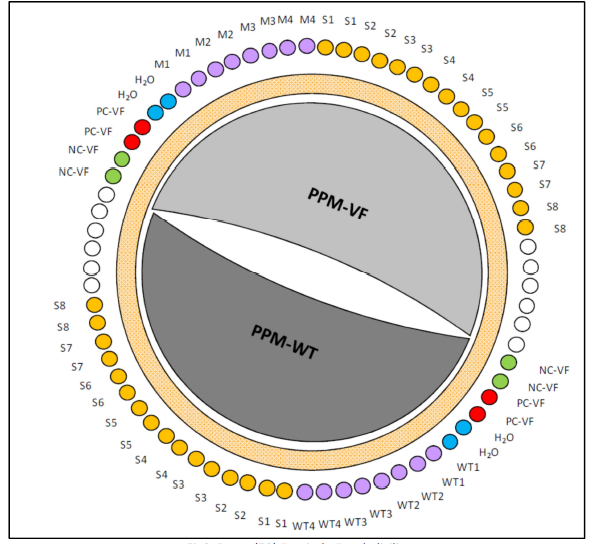 NC-VF
NC-VF
PC-VF
PC-VF
H₂O
H₂O
M1
M1
M2
M2
M3
M3
M4
M4
S1
S1
S2
S2
S3
S3
S4
S4
S5
S5
S6
S6
S7
S7
S8
S8
PPM-VF
PPM-WT
NC-VF
NC-VF
PC-VF
PC-VF
H₂O
H₂O
WT1
WT1
WT2
WT2
WT3
WT3
WT4
WT4
S1
S1
S2
S2
S3
S3
S4
S4
S5
S5
S6
S6
S7
S7
S8
S8